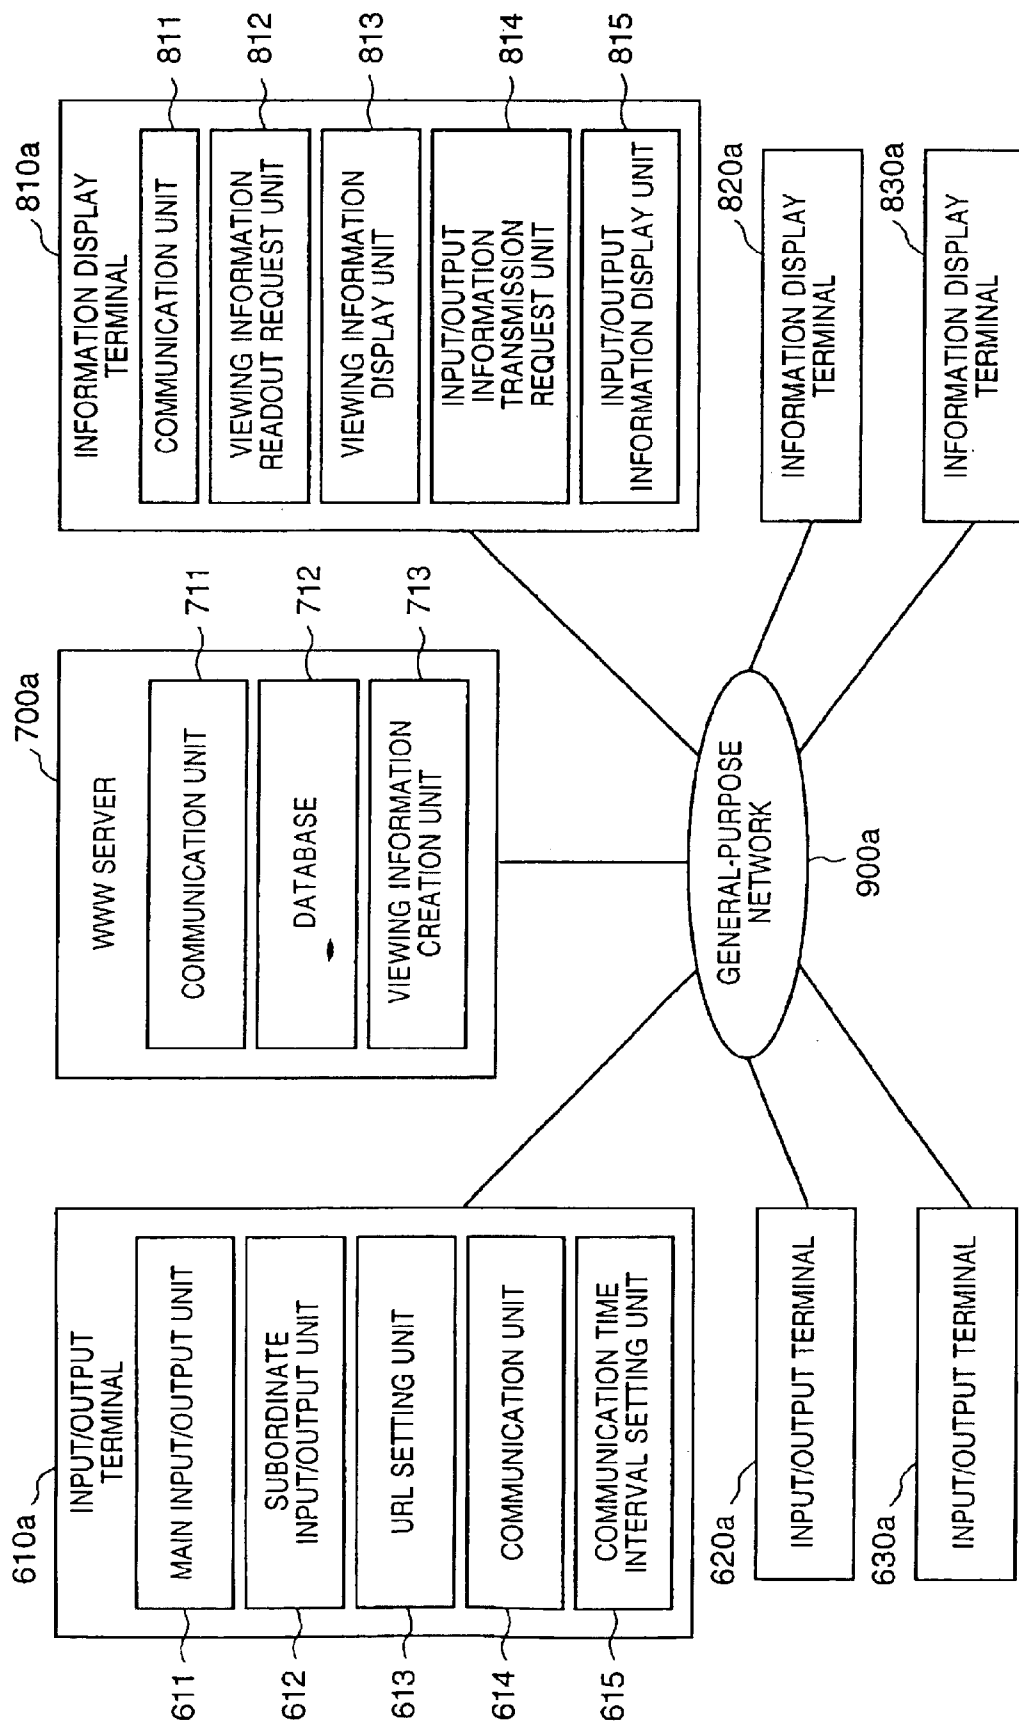 610a
INPUT/OUTPUT
TERMINAL
611
MAIN INPUT/OUTPUT UNIT
612
SUBORDINATE
INPUT/OUTPUT UNIT
613
URL SETTING UNIT
614
COMMUNICATION UNIT
615
COMMUNICATION TIME
INTERVAL SETTING UNIT
620a
INPUT/OUTPUT TERMINAL
630a
INPUT/OUTPUT TERMINAL
700a
WWW SERVER
COMMUNICATION UNIT
711
DATABASE
712
VIEWING INFORMATION
CREATION UNIT
713
GENERAL-PURPOSE
NETWORK
900a
810a
INFORMATION DISPLAY
TERMINAL
COMMUNICATION UNIT
811
VIEWING INFORMATION
READOUT REQUEST UNIT
812
VIEWING INFORMATION
DISPLAY UNIT
813
INPUT/OUTPUT
INFORMATION
TRANSMISSION
REQUEST UNIT
814
INPUT/OUTPUT
INFORMATION DISPLAY UNIT
815
820a
INFORMATION DISPLAY
TERMINAL
830a
INFORMATION DISPLAY
TERMINAL